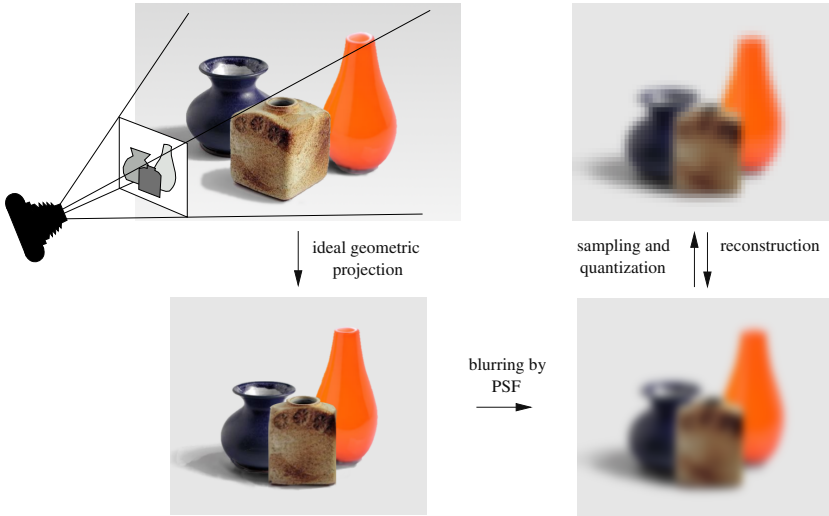 ideal geometric
projection
sampling and
quantization
reconstruction
blurring by
PSF